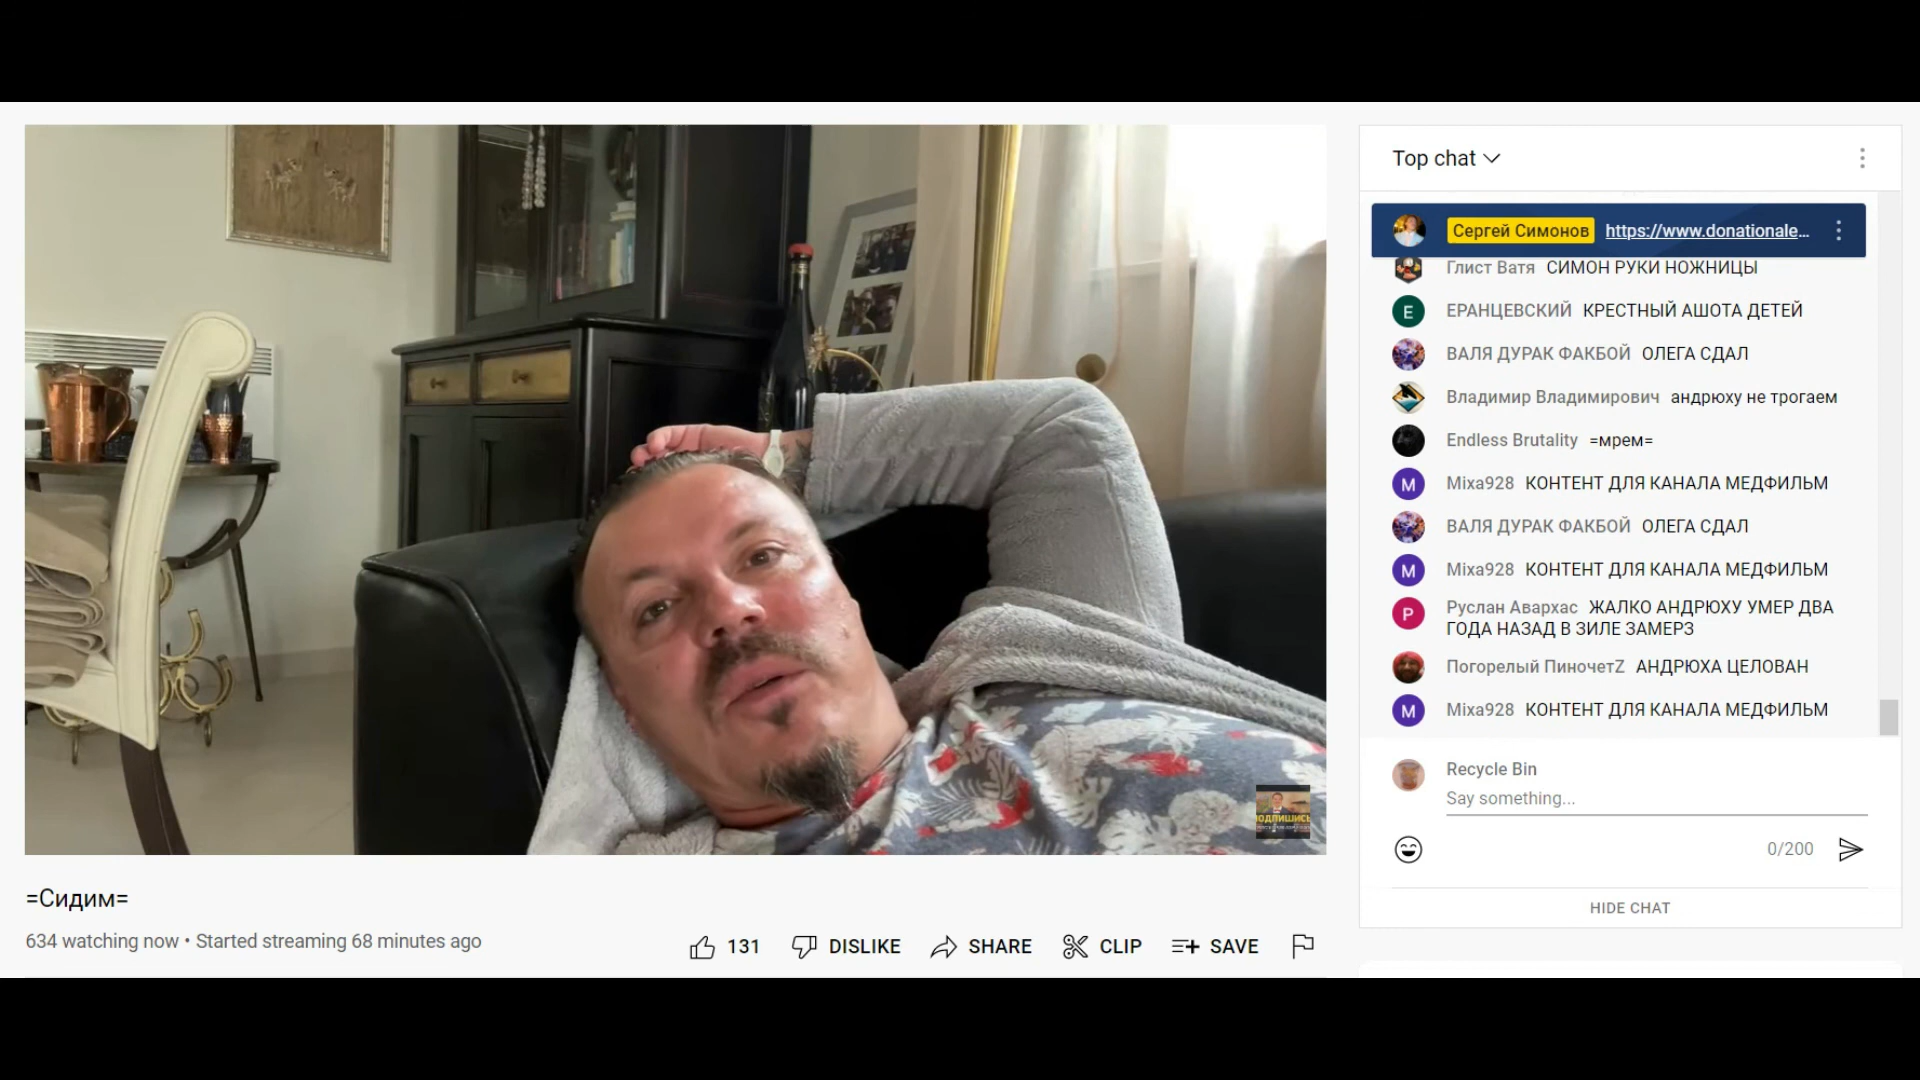 Top chat
Сергей Симонов https://www.donationale...
Глист Ватя СИМОН РУКИ НОЖНИЦЫ
Е ЕРАНЦЕВСКИЙ КРЕСТНЫЙ АШОТА ДЕТЕЙ
ВАЛЯ ДУРАК ФАКБОЙ ОЛЕГА СДАЛ
Владимир Владимирович андрюху не трогаем
Endless Brutality =мрем=
M Mixa928 КОНТЕНТ ДЛЯ КАНАЛА МЕДФИЛЬМ
ВАЛЯ ДУРАК ФАКБОЙ ОЛЕГА СДАЛ
M Mixa928 КОНТЕНТ ДЛЯ КАНАЛА МЕДФИЛЬМ
Р Руслан Авархас ЖАЛКО АНДРЮХУ УМЕР ДВА
ГОДА НАЗАД В ЗИЛЕ ЗАМЕРЗ
Погорелый ПиночетZ АНДРЮХА ЦЕЛОВАН
M Mixa928 КОНТЕНТ ДЛЯ КАНАЛА МЕДФИЛЬМ
Recycle Bin
Say something...
0/200
HIDE CHAT
ПОДПИШИСЬ
=Сидим=
634 watching now • Started streaming 68 minutes ago
131 DISLIKE SHARE CLIP SAVE